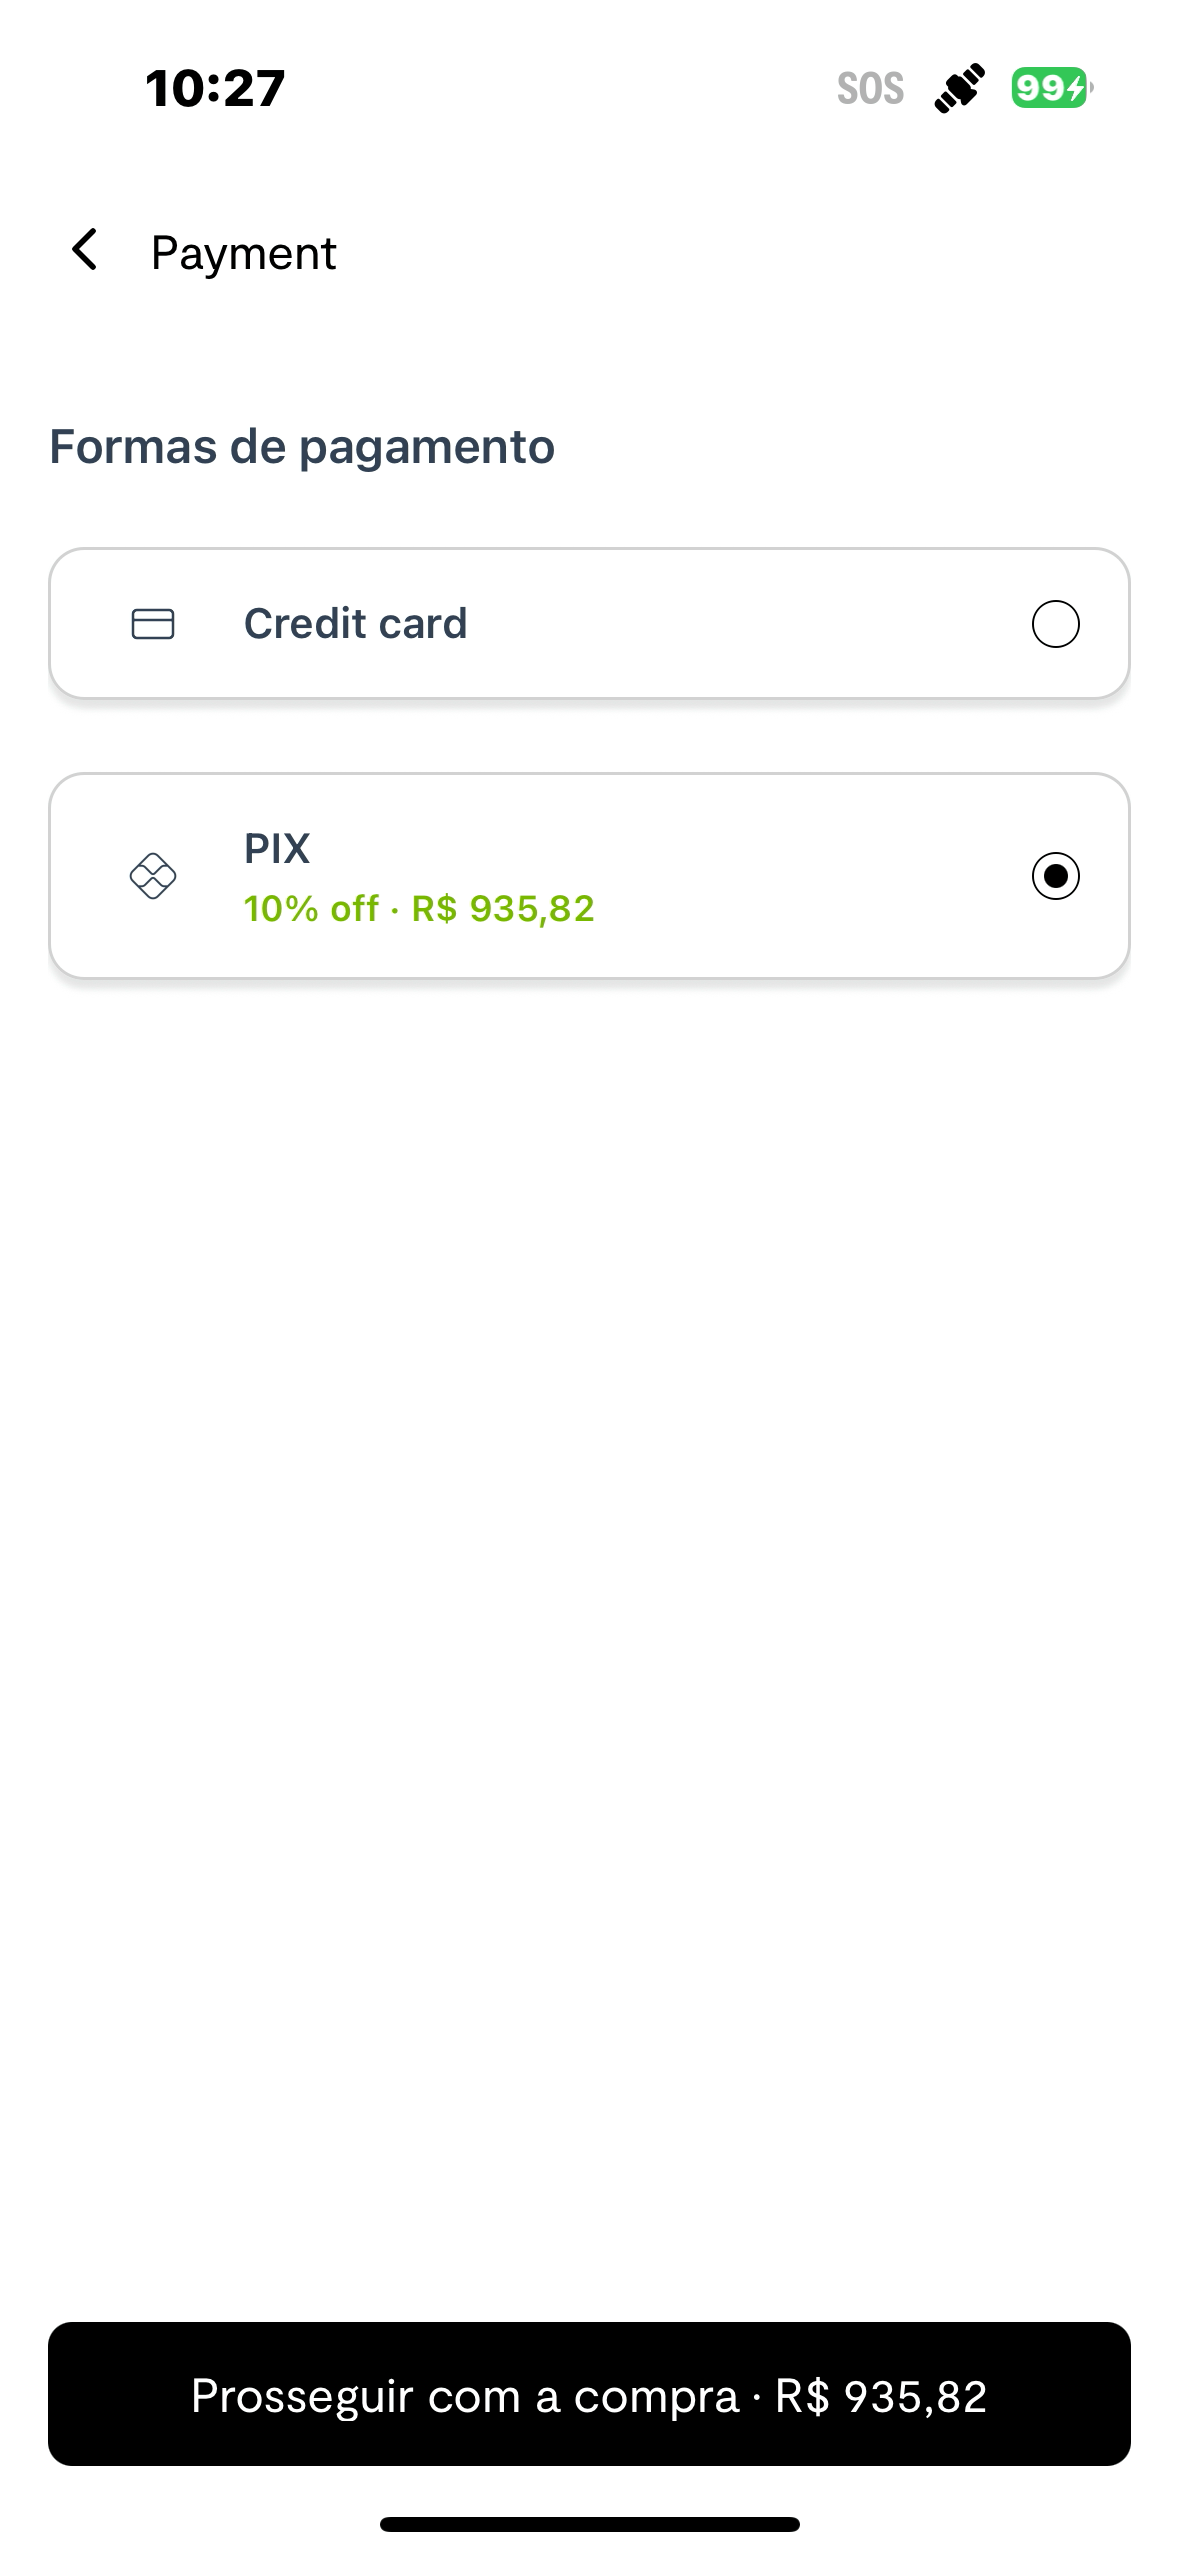 10:27
SOS
99
Payment
Formas de pagamento
Credit card
PIX
10% off · R$ 935,82
Prosseguir com a compra · R$ 935,82